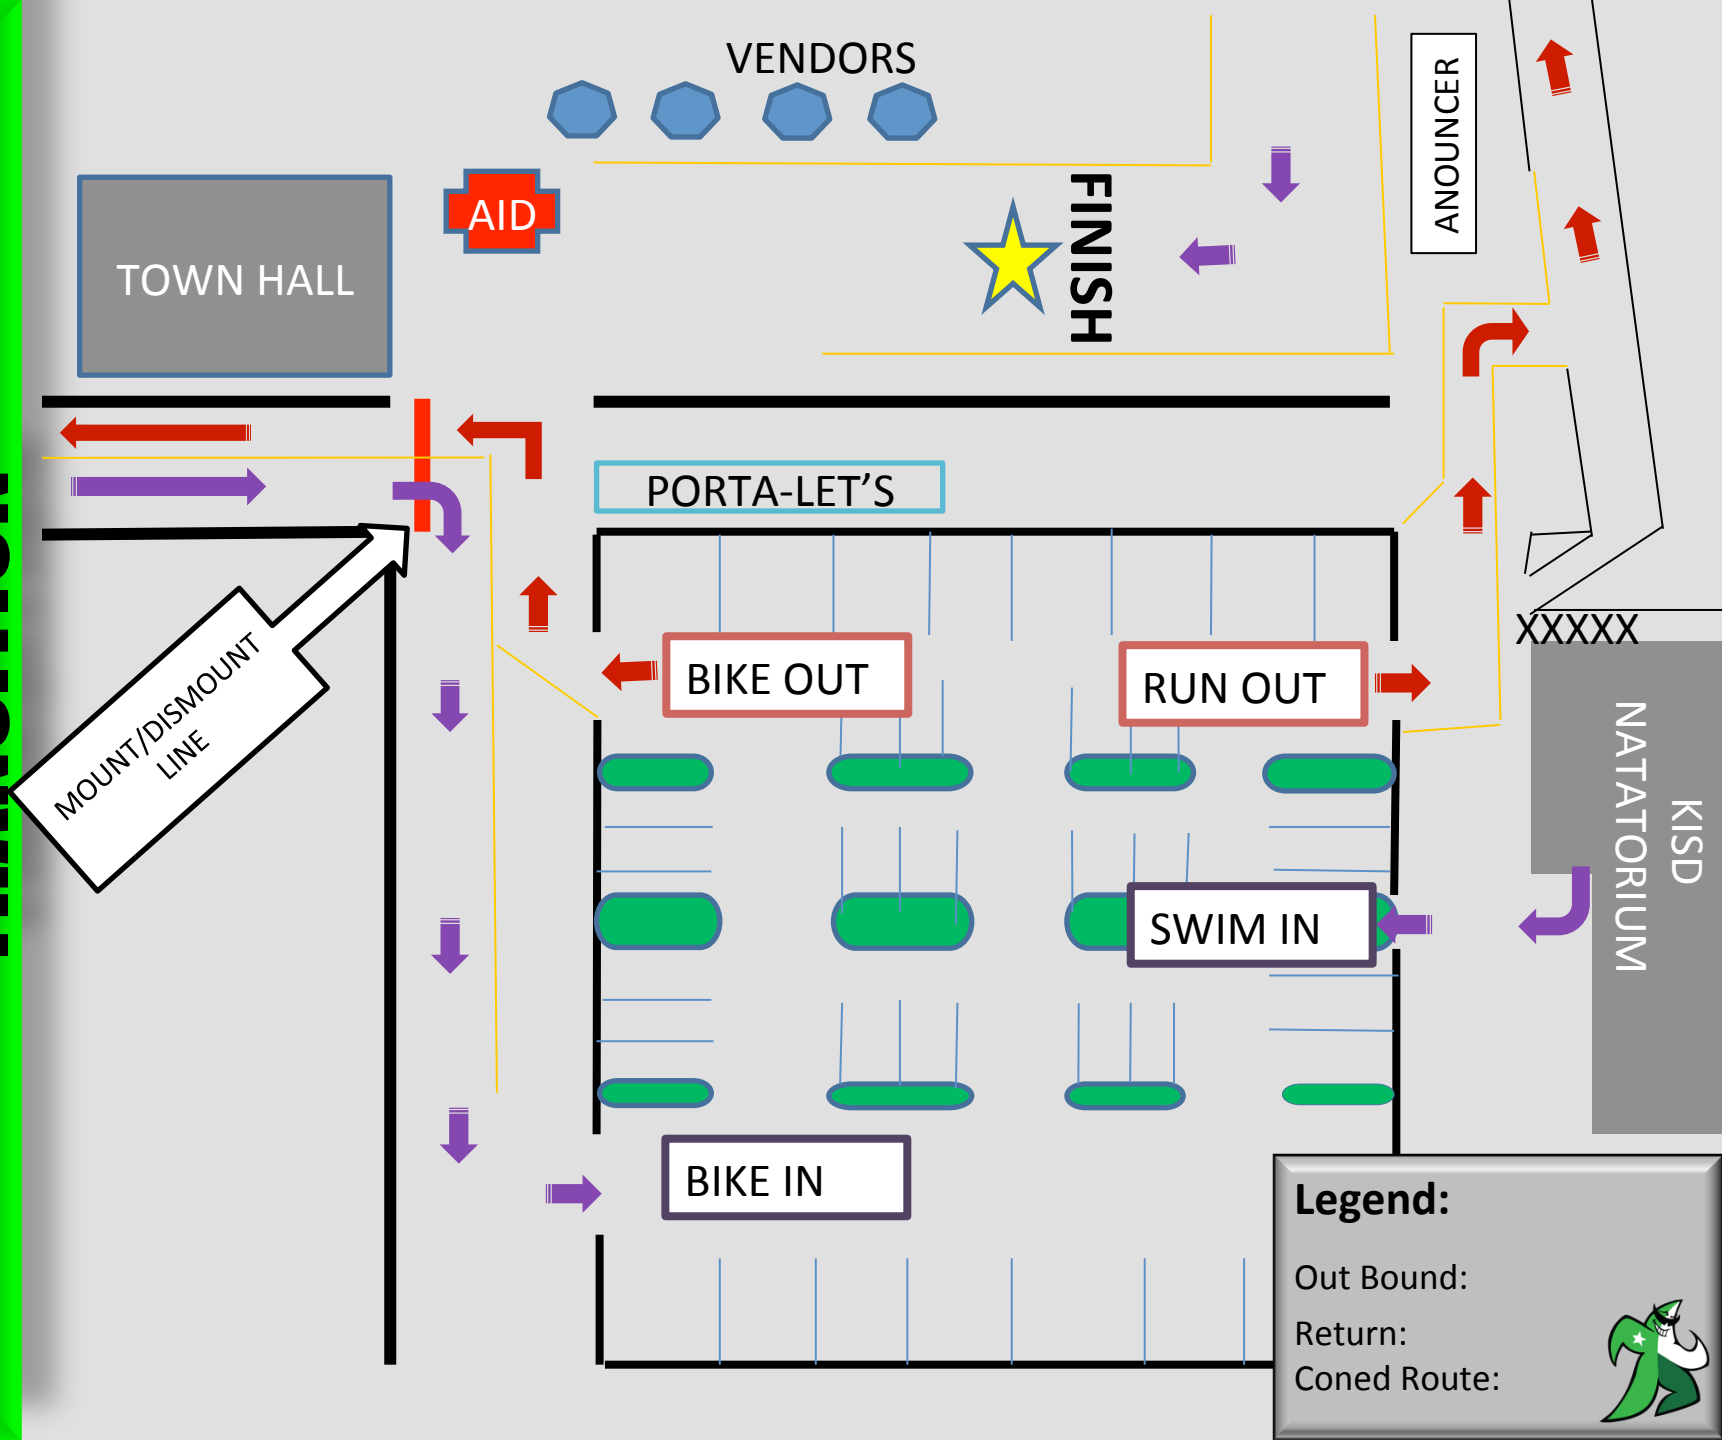 VENDORS
ANOUNCER
AID
FINISH
TOWN HALL
PORTA-LET'S
XXXXX
BIKE OUT
RUN OUT
MOUNT/DISMOUNT
LINE
KISD
NATATORIUM
SWIM IN
BIKE IN
Legend:
Out Bound:
Return:
Coned Route: